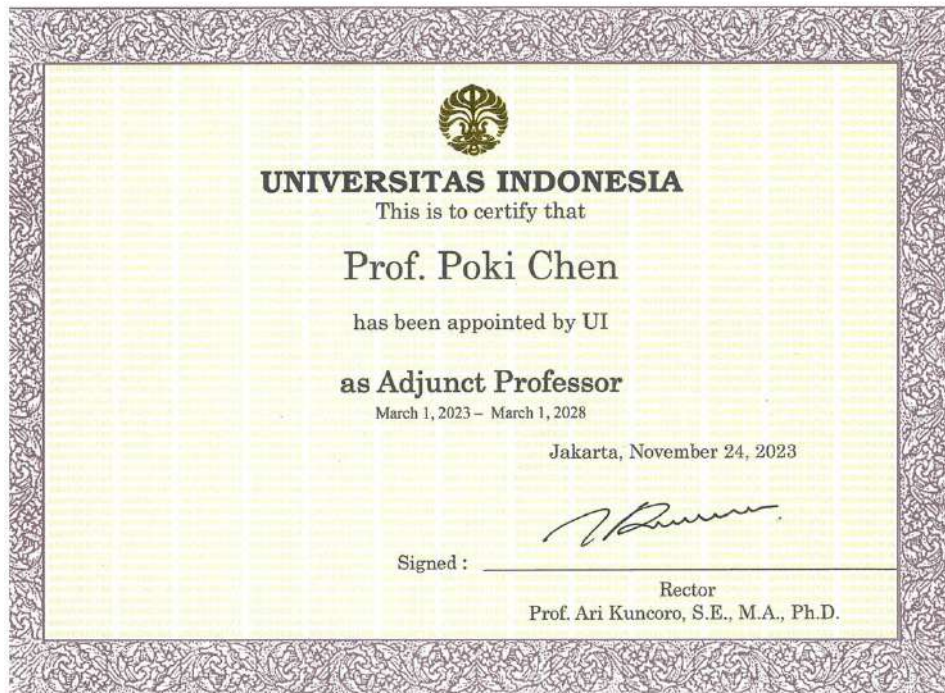 UNIVERSITAS INDONESIA
This is to certify that
Prof. Poki Chen
has been appointed by UI
as Adjunct Professor
March 1, 2023 – March 1, 2028
Jakarta, November 24, 2023
Signed :
Rector
Prof. Ari Kuncoro, S.E., M.A., Ph.D.